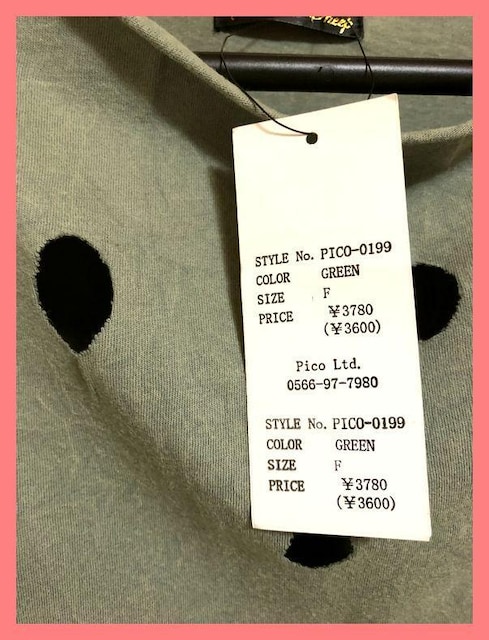 STYLE No. PICO-0199
COLOR GREEN
SIZE F
PRICE ¥3780
(¥3600)
Pico Ltd.
0566-97-7980
STYLE No. PICO-0199
COLOR GREEN
SIZE F
PRICE ¥3780
(¥3600)